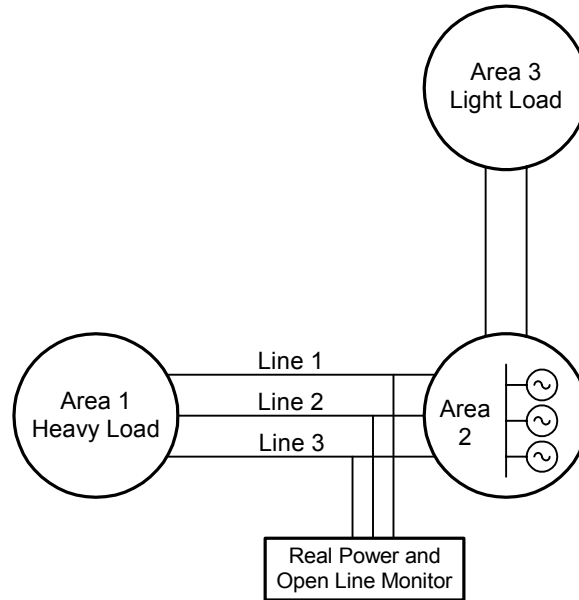 Area 3
Light Load
Line 1
Area 1
Heavy Load
Line 2
Area
2
Line 3
Real Power and
Open Line Monitor